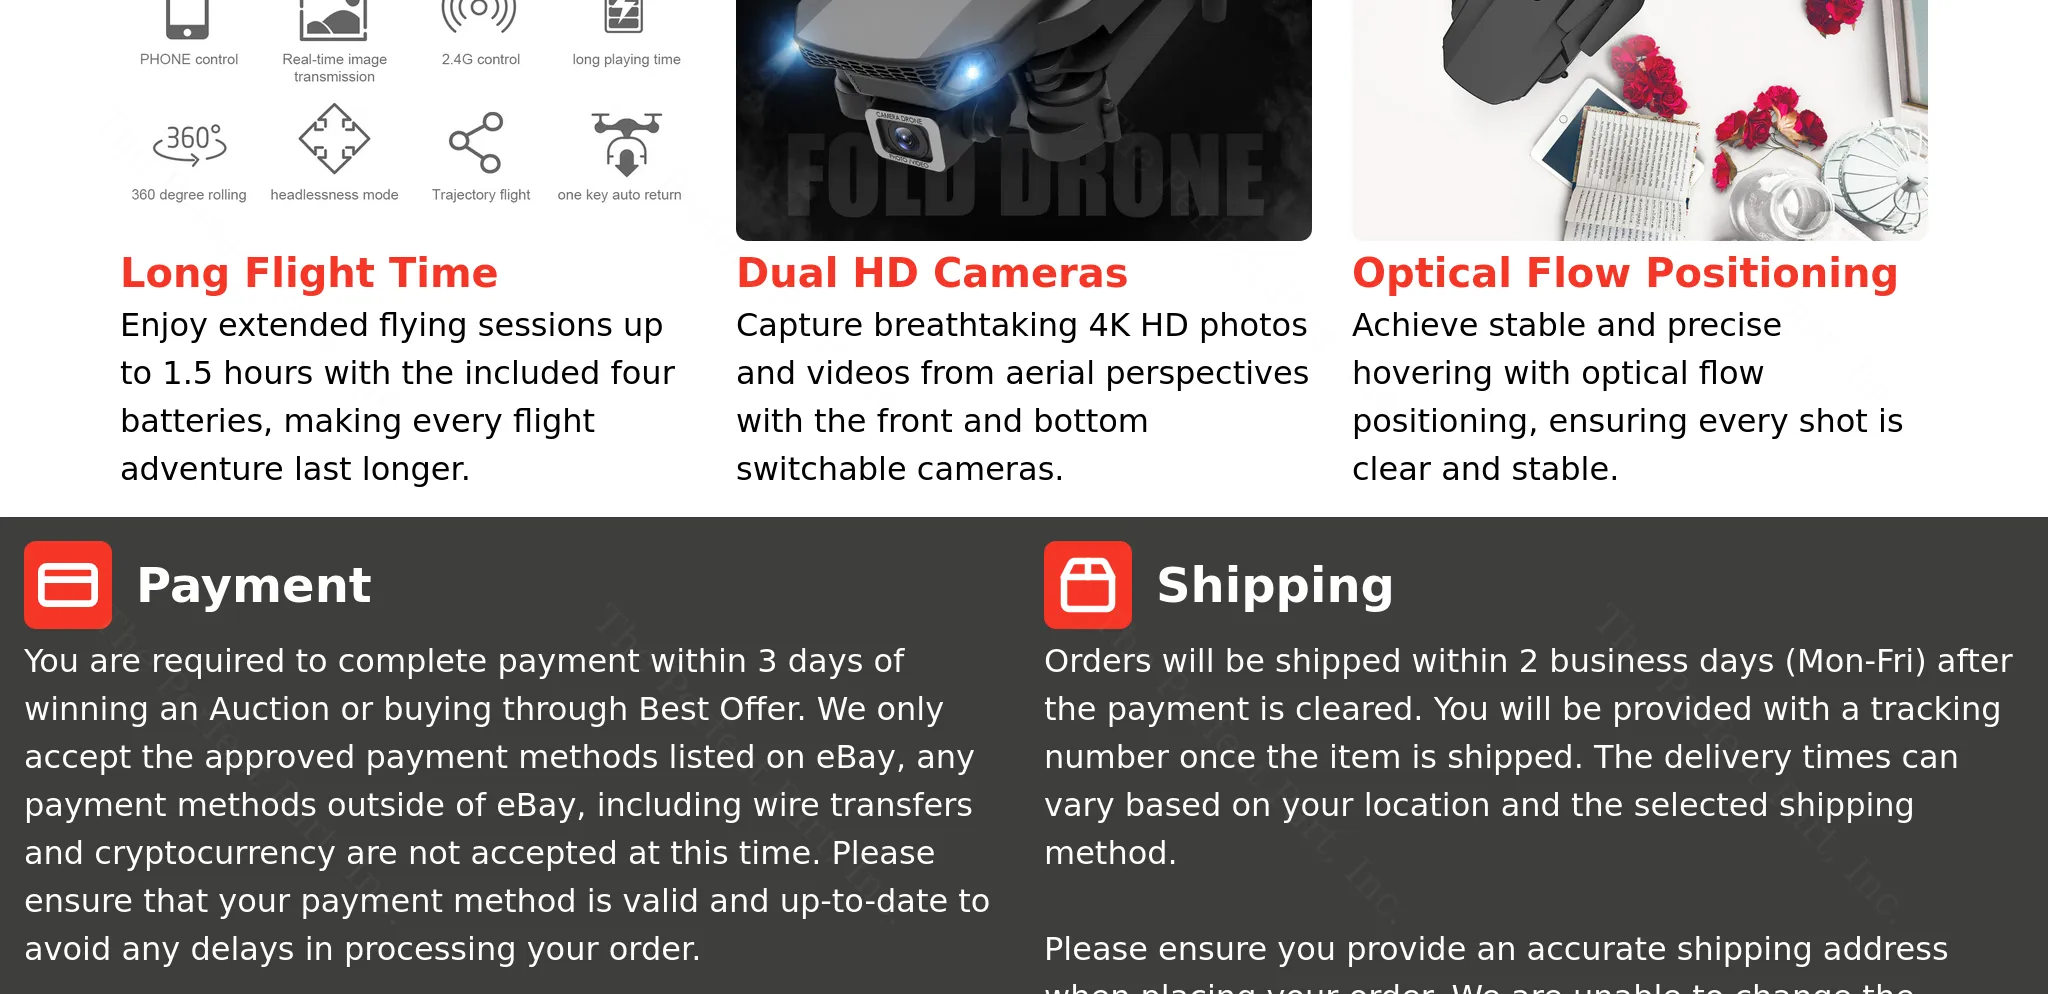 PHONE control
Real-time image
transmission
2.4G control
long playing time
360°
360 degree rolling
headlessness mode
Trajectory flight
one key auto return
CAMERA DRONE
FOLD DRONE
Long Flight Time
Enjoy extended flying sessions up
to 1.5 hours with the included four
batteries, making every flight
adventure last longer.
Dual HD Cameras
Capture breathtaking 4K HD photos
and videos from aerial perspectives
with the front and bottom
switchable cameras.
Optical Flow Positioning
Achieve stable and precise
hovering with optical flow
positioning, ensuring every shot is
clear and stable.
Payment
You are required to complete payment within 3 days of
winning an Auction or buying through Best Offer. We only
accept the approved payment methods listed on eBay, any
payment methods outside of eBay, including wire transfers
and cryptocurrency are not accepted at this time. Please
ensure that your payment method is valid and up-to-date to
avoid any delays in processing your order.
Shipping
Orders will be shipped within 2 business days (Mon-Fri) after
the payment is cleared. You will be provided with a tracking
number once the item is shipped. The delivery times can
vary based on your location and the selected shipping
method.
Please ensure you provide an accurate shipping address
when placing your order. We are unable to change the